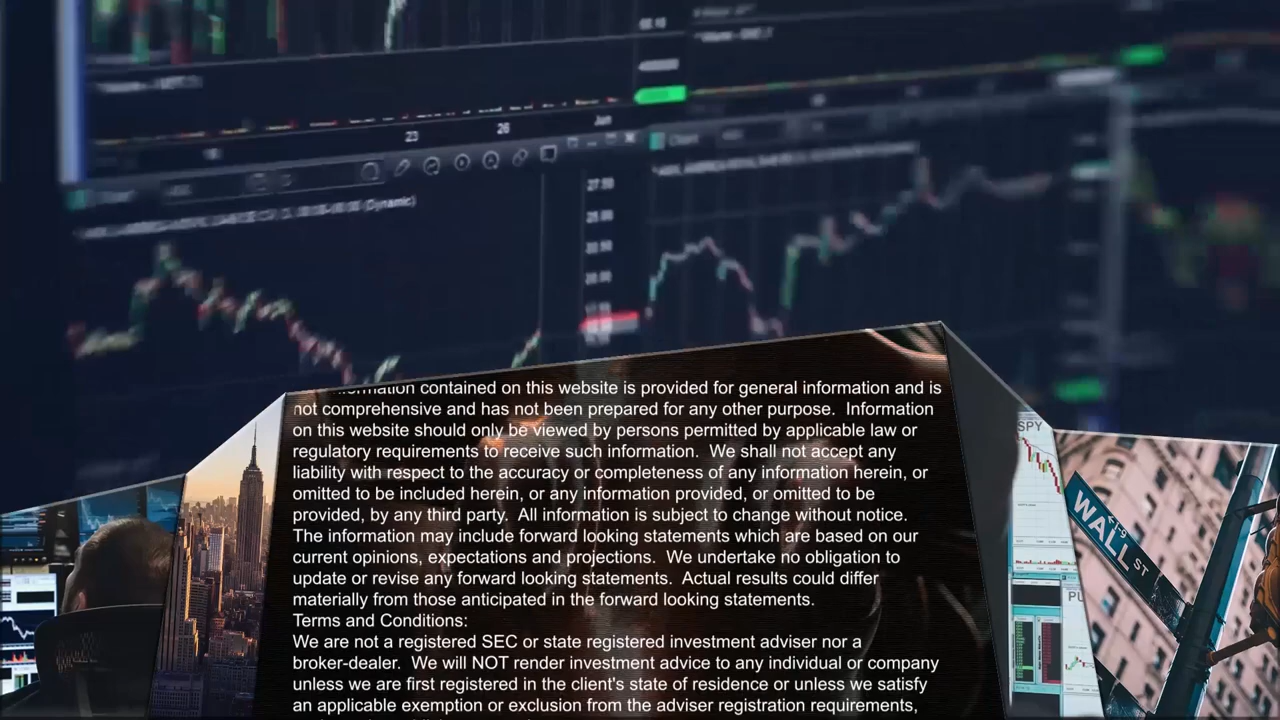 23
26
Jun
(Dynamic)
information contained on this website is provided for general information and is
not comprehensive and has not been prepared for any other purpose.  Information
on this website should only be viewed by persons permitted by applicable law or
regulatory requirements to receive such information.  We shall not accept any
liability with respect to the accuracy or completeness of any information herein, or
omitted to be included herein, or any information provided, or omitted to be
provided, by any third party.  All information is subject to change without notice.
The information may include forward looking statements which are based on our
current opinions, expectations and projections.  We undertake no obligation to
update or revise any forward looking statements.  Actual results could differ
materially from those anticipated in the forward looking statements.
Terms and Conditions:
We are not a registered SEC or state registered investment adviser nor a
broker-dealer.  We will NOT render investment advice to any individual or company
unless we are first registered in the client's state of residence or unless we satisfy
an applicable exemption or exclusion from the adviser registration requirements,
SPY
WALL ST